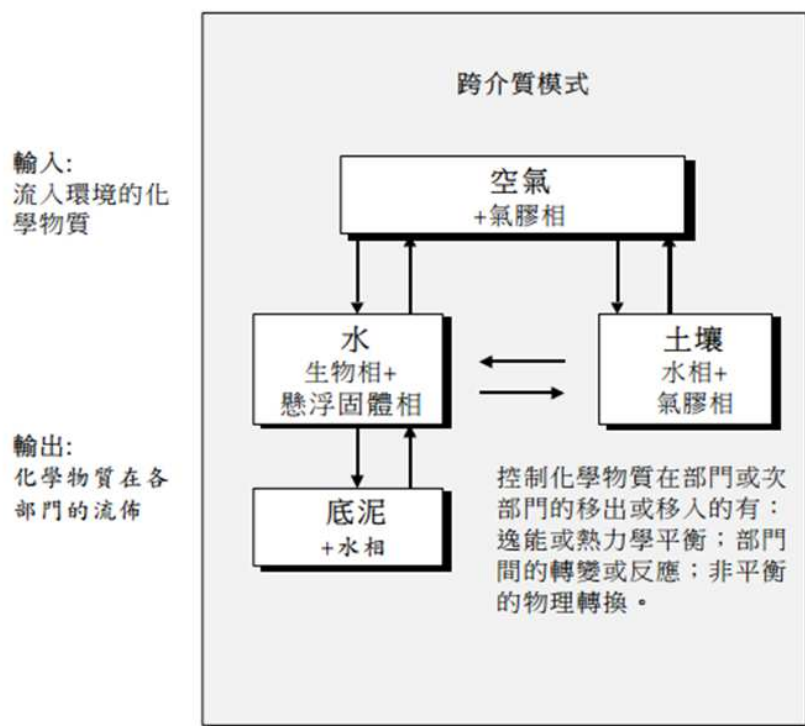 跨介質模式
輸入:
流入環境的化
學物質
空氣
+氣膠相
水
生物相+
懸浮固體相
土壤
水相+
氣膠相
輸出:
化學物質在各
部門的流佈
底泥
+水相
控制化學物質在部門或次
部門的移出或移入的有：
逸能或熱力學平衡；部門
間的轉變或反應；非平衡
的物理轉換。